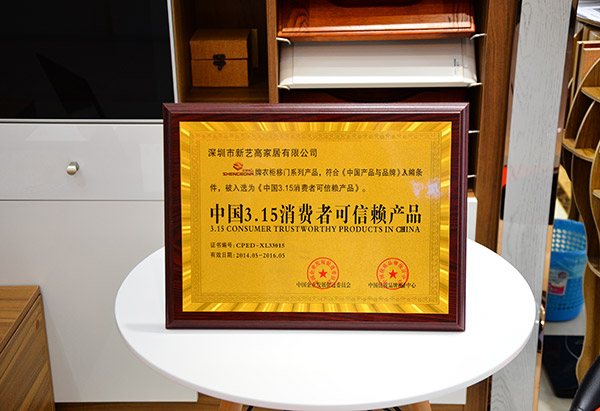 深圳市新艺高家居有限公司
牌衣柜移门系列产品，符合《中国产品与品牌》入编条
件，被入选为《中国3.15消费者可信赖产品》。
中国3.15消费者可信赖产品
3.15 CONSUMER TRUSTWORTHY PRODUCTS IN CHINA
证书编号：CPED-XL33015
有效日期：2014.03-2016.03